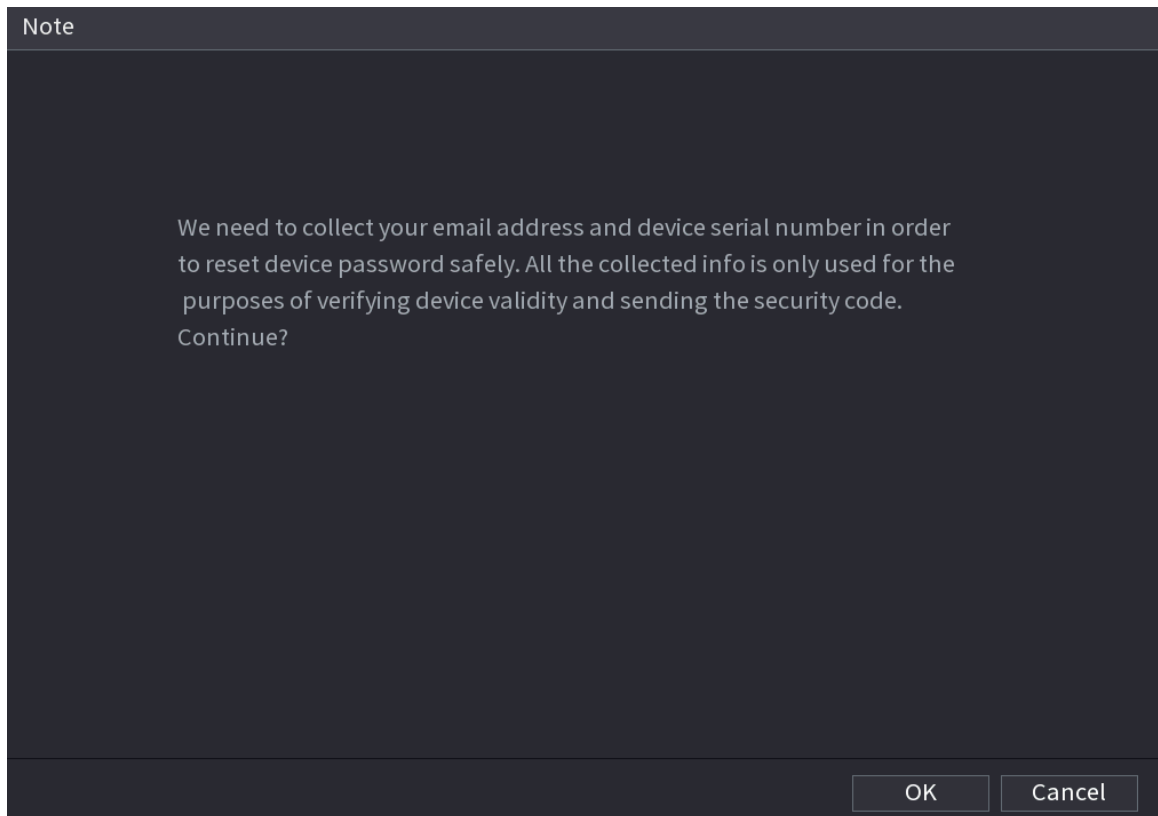 Note
We need to collect your email address and device serial number in order
to reset device password safely. All the collected info is only used for the
purposes of verifying device validity and sending the security code.
Continue?
OK
Cancel